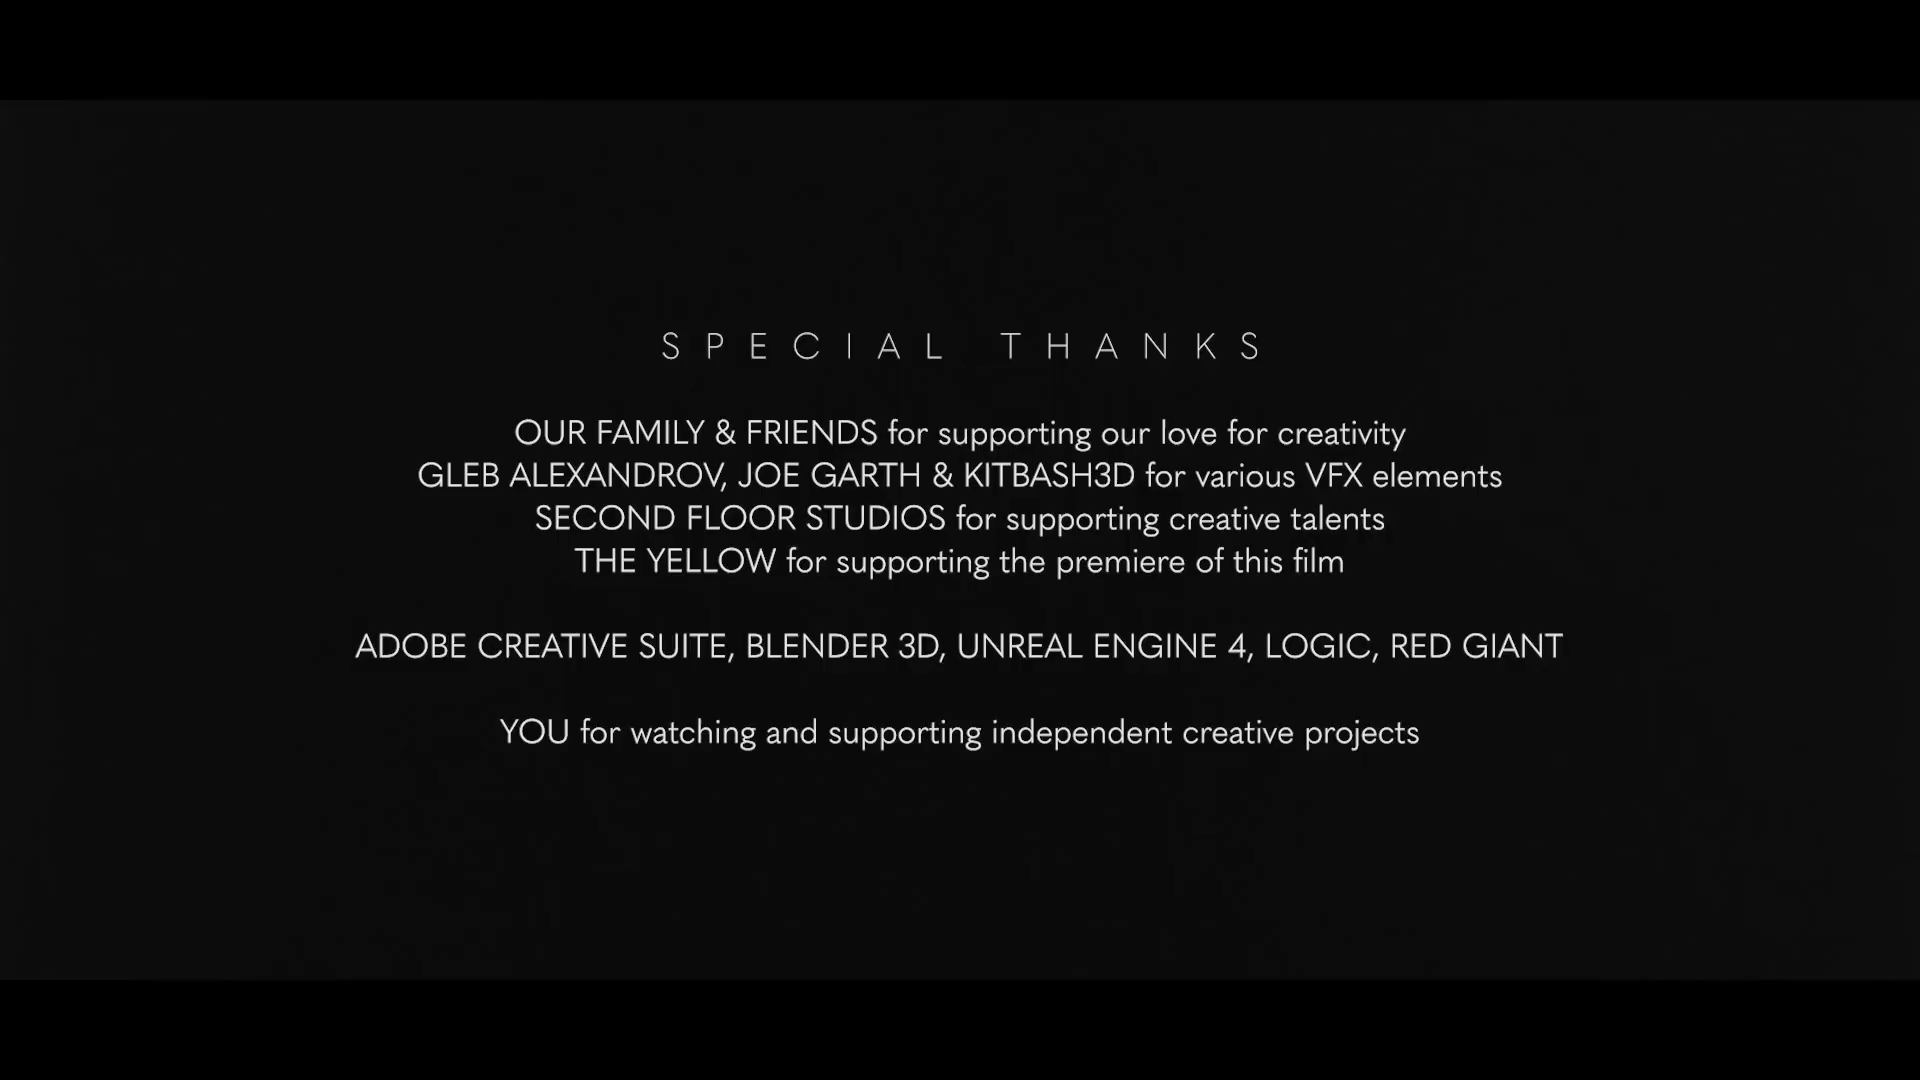 SPECIAL THANKS
OUR FAMILY & FRIENDS for supporting our love for creativity
GLEB ALEXANDROV, JOE GARTH & KITBASH3D for various VFX elements
SECOND FLOOR STUDIOS for supporting creative talents
THE YELLOW for supporting the premiere of this film
ADOBE CREATIVE SUITE, BLENDER 3D, UNREAL ENGINE 4, LOGIC, RED GIANT
YOU for watching and supporting independent creative projects